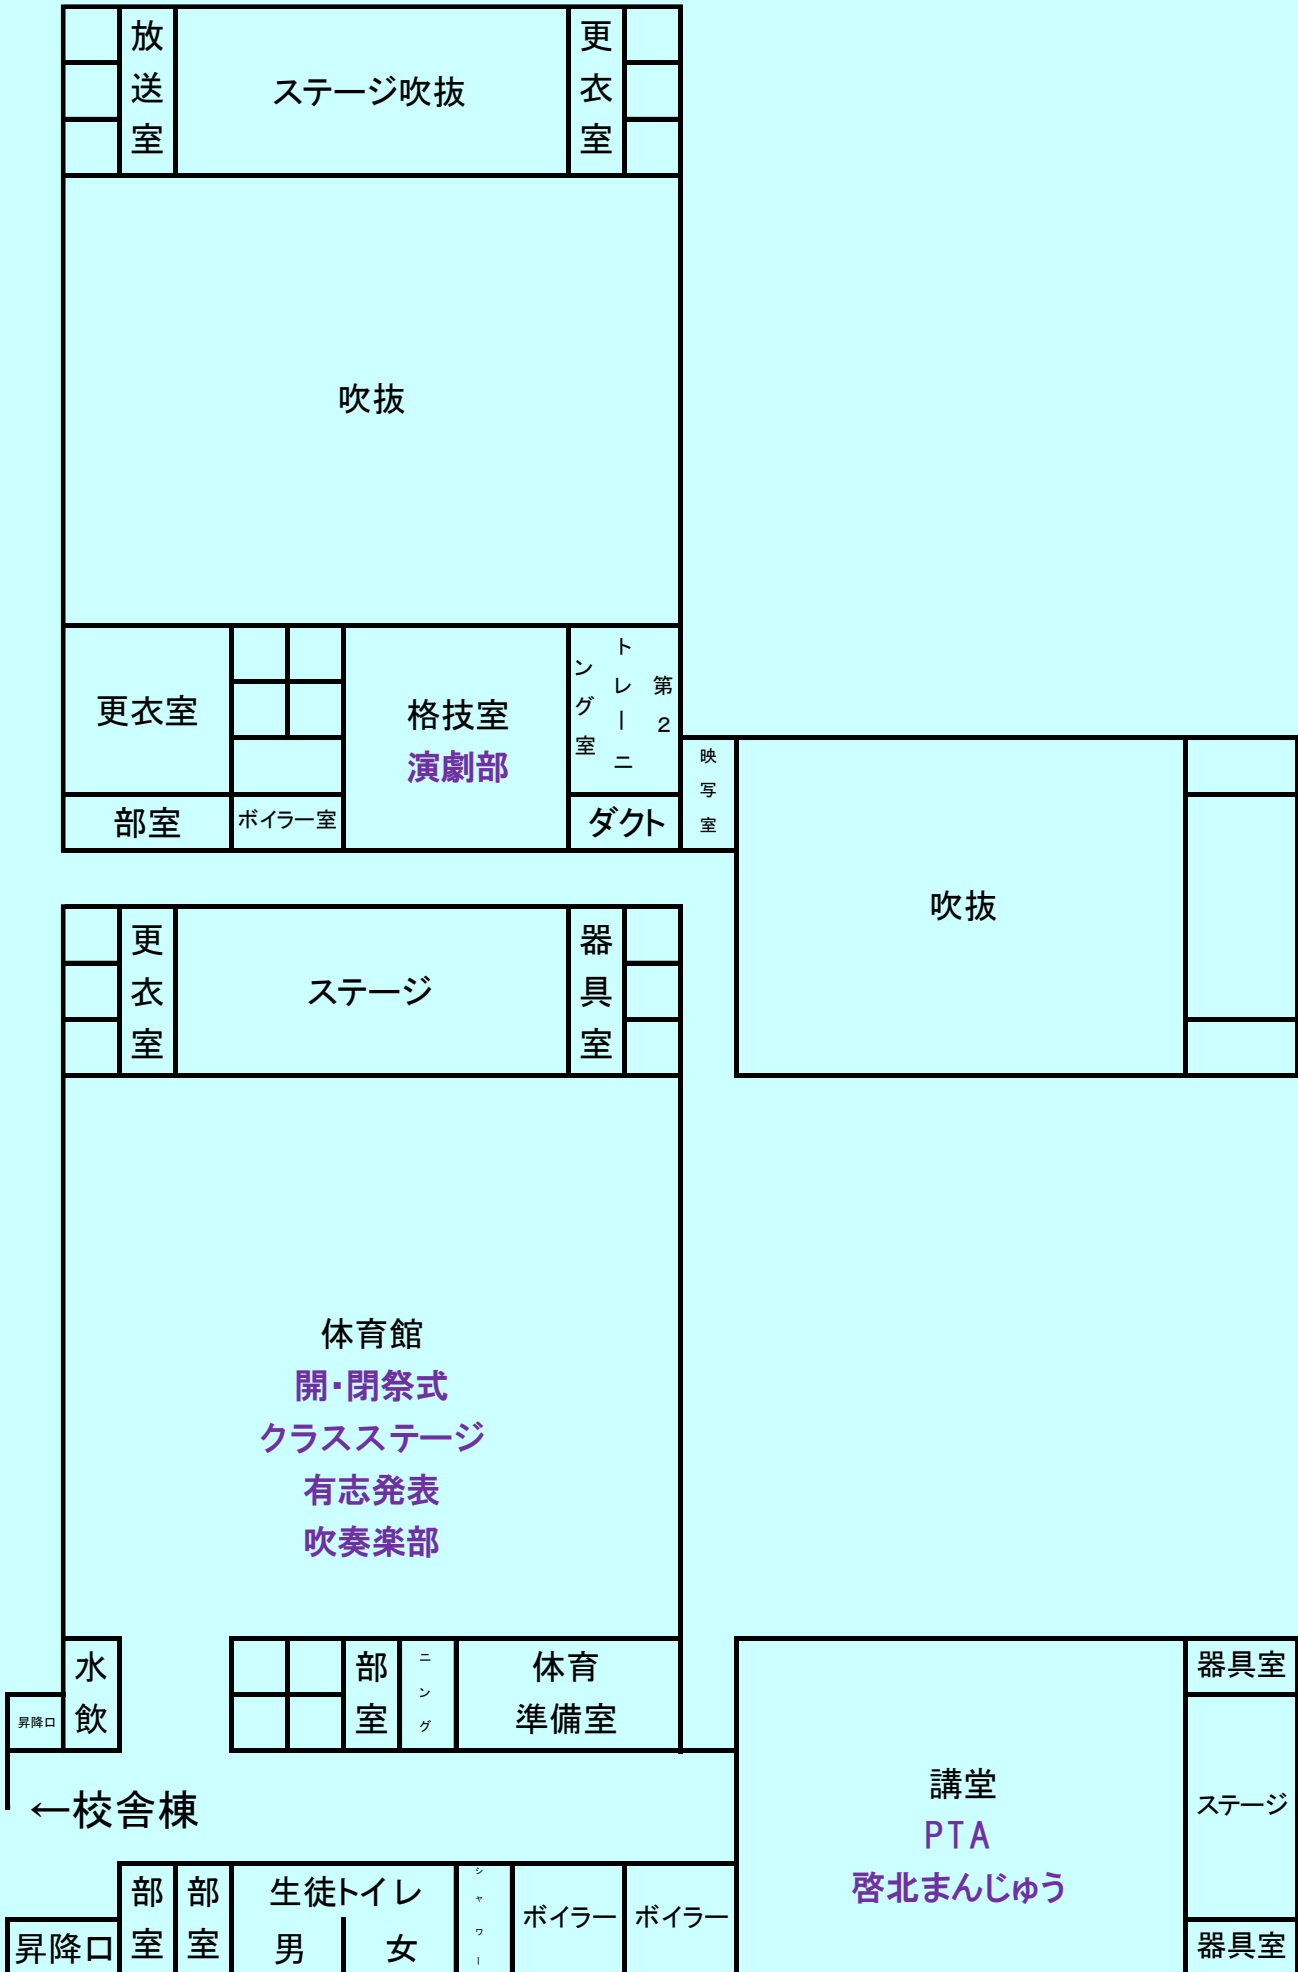 放送室
ステージ吹抜
更衣室
吹抜
更衣室
格技室
演劇部
第2
トレーニ
ング室
部室
ボイラー室
ダクト
映写室
吹抜
更衣室
ステージ
器具室
体育館
開・閉祭式
クラスステージ
有志発表
吹奏楽部
水飲
部室
ニング
体育
準備室
昇降口
←校舎棟
講堂
PTA
啓北まんじゅう
器具室
ステージ
器具室
昇降口
部室
部室
生徒トイレ
男
女
シャワー
ボイラー
ボイラー